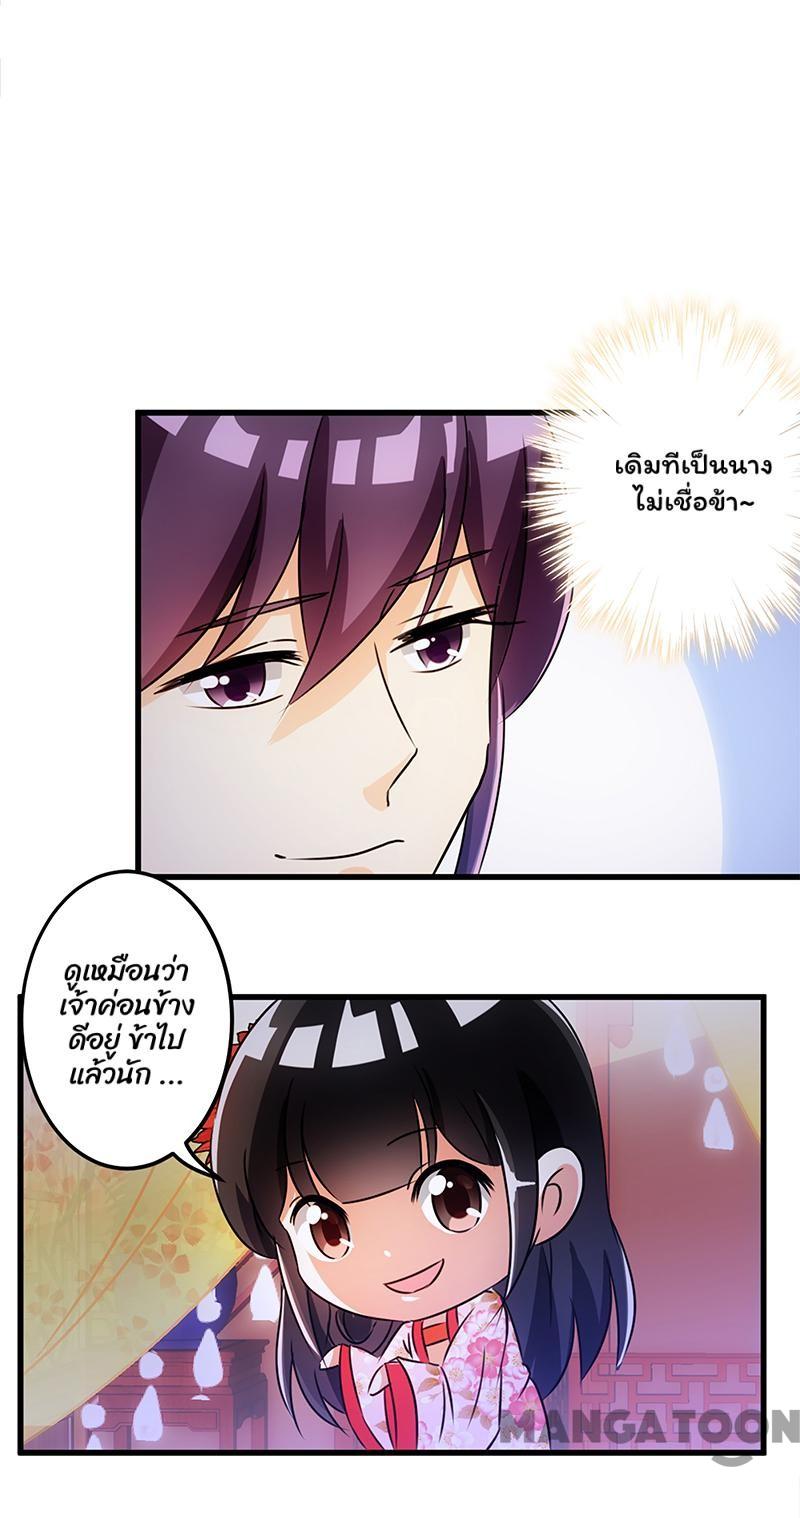 เดิมทีเป็นนาง
ไม่เชื่อข้า~
ดูเหมือนว่า
เจ้าค่อนข้าง
ดีอยู่ ข้าไป
แล้วนัก ...
MANGATOON